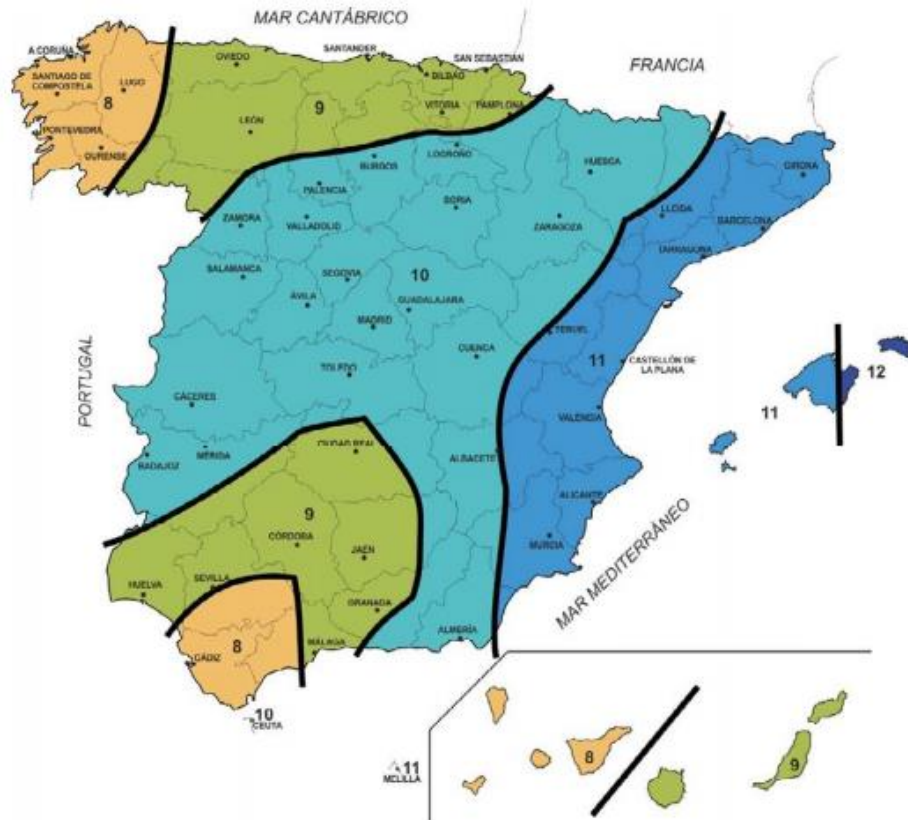 MAR CANTÁBRICO
A CORUÑA
SANTIAGO DE
COMPOSTELA
LUGO
8
PONTEVEDRA
OURENSE
OVIEDO
SANTANDER
SAN SEBASTIÁN
BILBAO
FRANCIA
LEÓN
9
VITORIA
PAMPLONA
BURGOS
LOGROÑO
HUESCA
GIRONA
PALENCIA
ZAMORA
VALLADOLID
SORIA
ZARAGOZA
LLEIDA
BARCELONA
TARRAGONA
SALAMANCA
SEGOVIA
10
ÁVILA
GUADALAJARA
MADRID
TERUEL
PORTUGAL
CUENCA
11
CASTELLÓN DE
LA PLANA
TOLEDO
12
CÁCERES
VALENCIA
11
CIUDAD REAL
BADAJOZ
MÉRIDA
ALBACETE
ALICANTE
MAR MEDITERRÁNEO
9
CÓRDOBA
JAÉN
MURCIA
HUELVA
SEVILLA
GRANADA
ALMERÍA
8
CÁDIZ
MÁLAGA
10
CEUTA
11
MELILLA
8
9